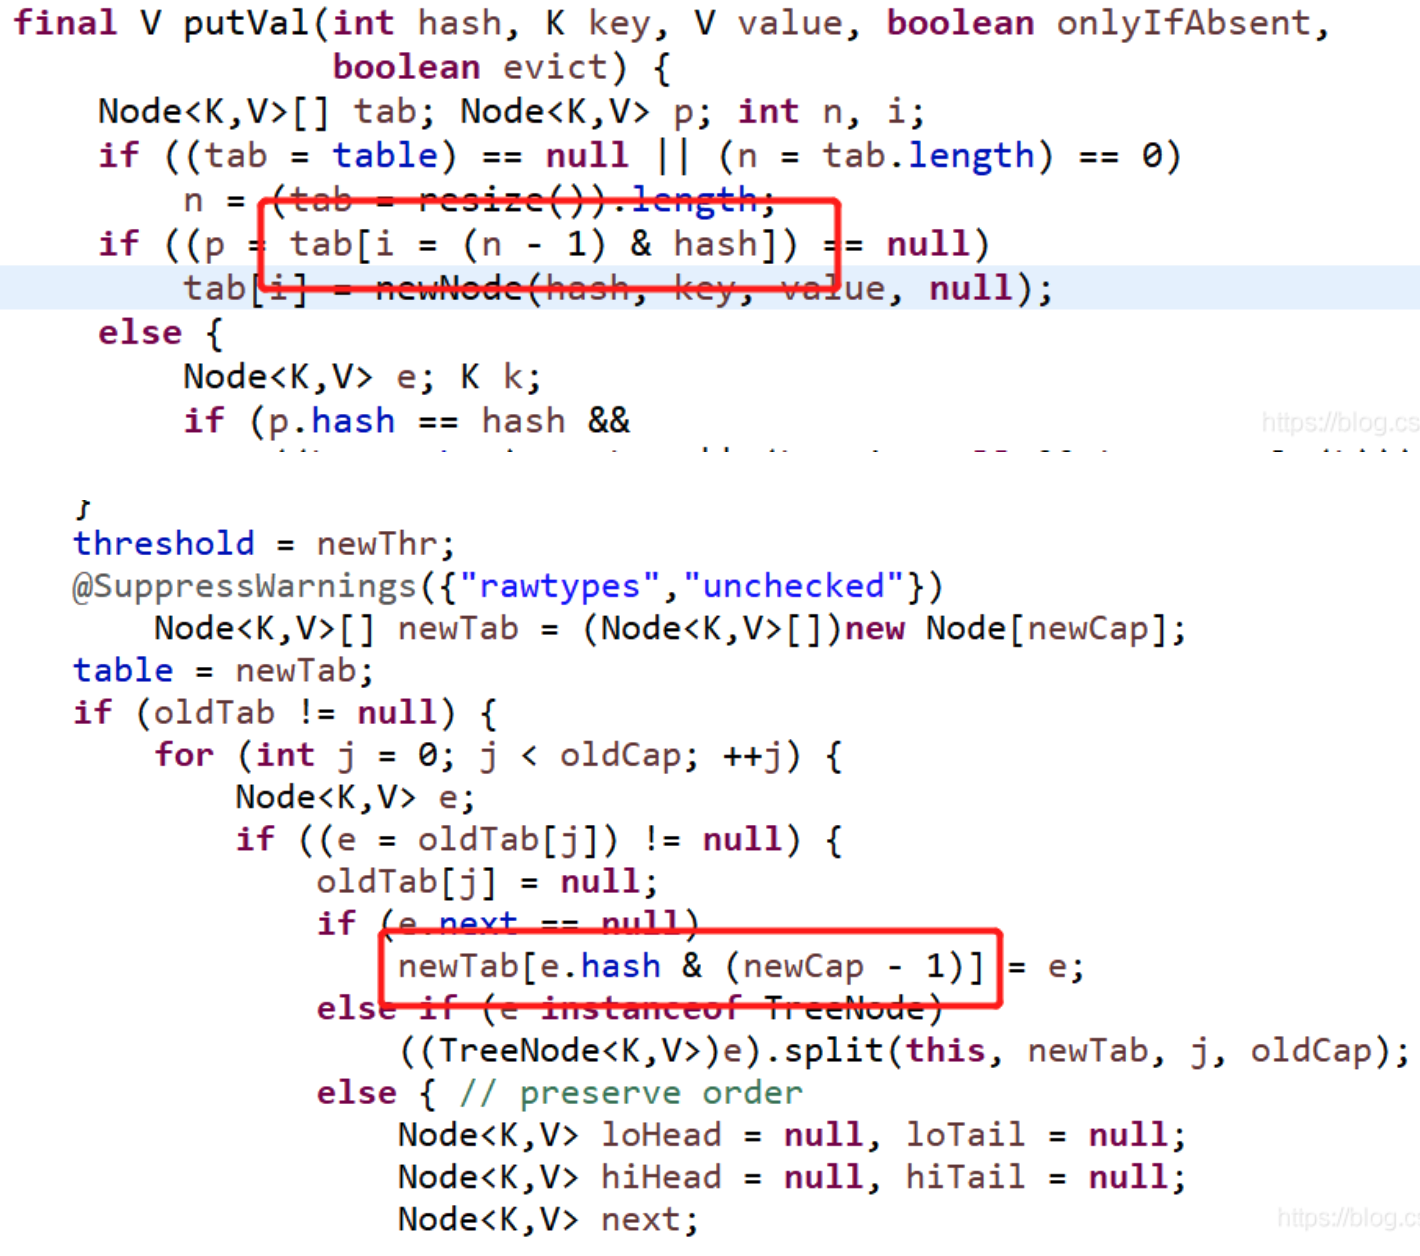 final V putVal(int hash, K key, V value, boolean onlyIfAbsent,
boolean evict) {
Node<K,V>[] tab; Node<K,V> p; int n, i;
if ((tab = table) == null || (n = tab.length) == 0)
n = (tab = resize()).length;
if ((p = tab[i = (n - 1) & hash]) == null)
tab[i] = newNode(hash, key, value, null);
else {
Node<K,V> e; K k;
if (p.hash == hash &&
https://blog.cs
}
threshold = newThr;
@SuppressWarnings({"rawtypes","unchecked"})
Node<K,V>[] newTab = (Node<K,V>[])new Node[newCap];
table = newTab;
if (oldTab != null) {
for (int j = 0; j < oldCap; ++j) {
Node<K,V> e;
if ((e = oldTab[j]) != null) {
oldTab[j] = null;
if (e.next == null)
newTab[e.hash & (newCap - 1)] = e;
else if (e instanceof TreeNode)
((TreeNode<K,V>)e).split(this, newTab, j, oldCap);
else { // preserve order
Node<K,V> loHead = null, loTail = null;
Node<K,V> hiHead = null, hiTail = null;
Node<K,V> next;
https://blog.cs